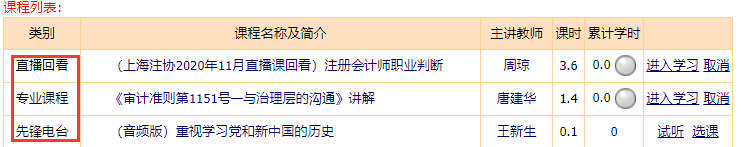 课程列表:
类别 课程名称及简介 主讲教师 课时 累计学时
直播回看 （上海注协2020年11月直播课回看）注册会计师职业判断 周琼 3.6 0.0 进入学习 取消
专业课程 《审计准则第1151号—与治理层的沟通》讲解 唐建华 1.4 0.0 进入学习 取消
先锋电台 （音频版）重视学习党和新中国的历史 王新生 0.1 0 试听 选课